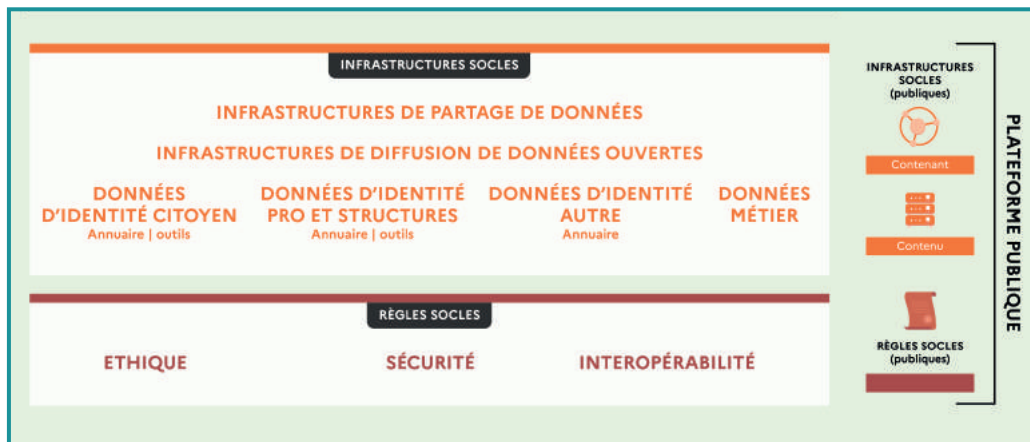 INFRASTRUCTURES SOCLES
INFRASTRUCTURES DE PARTAGE DE DONNÉES
INFRASTRUCTURES DE DIFFUSION DE DONNÉES OUVERTES
DONNÉES
D'IDENTITÉ CITOYEN
Annuaire | outils
DONNÉES D'IDENTITÉ
PRO ET STRUCTURES
Annuaire | outils
DONNÉES D'IDENTITÉ
AUTRE
Annuaire
DONNÉES
MÉTIER
RÈGLES SOCLES
ETHIQUE
SÉCURITÉ
INTEROPÉRABILITÉ
INFRASTRUCTURES
SOCLES
(publiques)
Contenant
Contenu
RÈGLES SOCLES
(publiques)
PLATEFORME PUBLIQUE